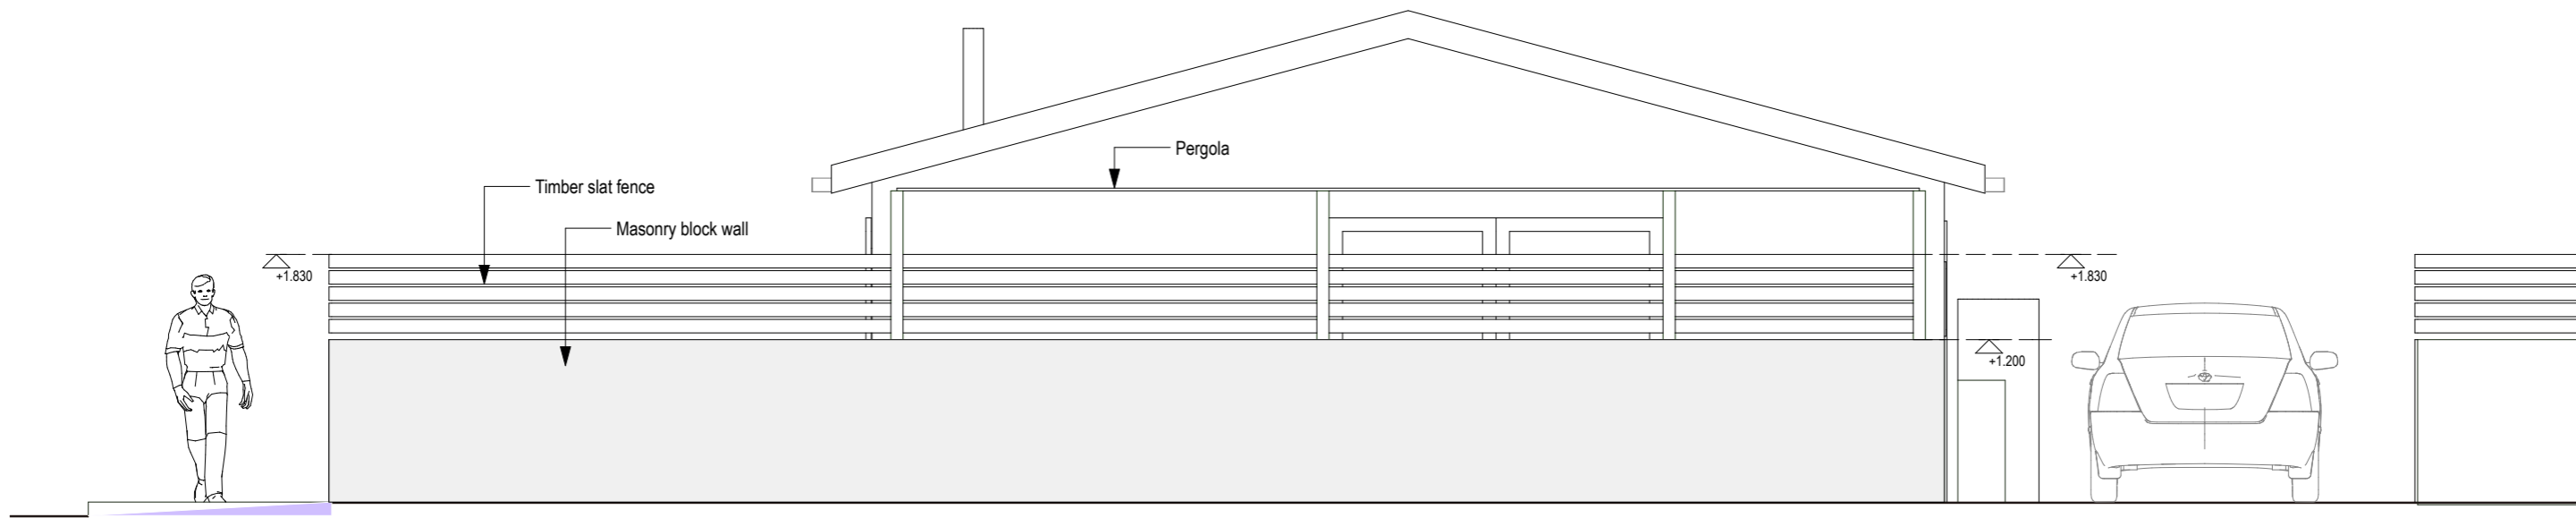 Pergola
Timber slat fence
Masonry block wall
+1.830
+1.830
+1.200